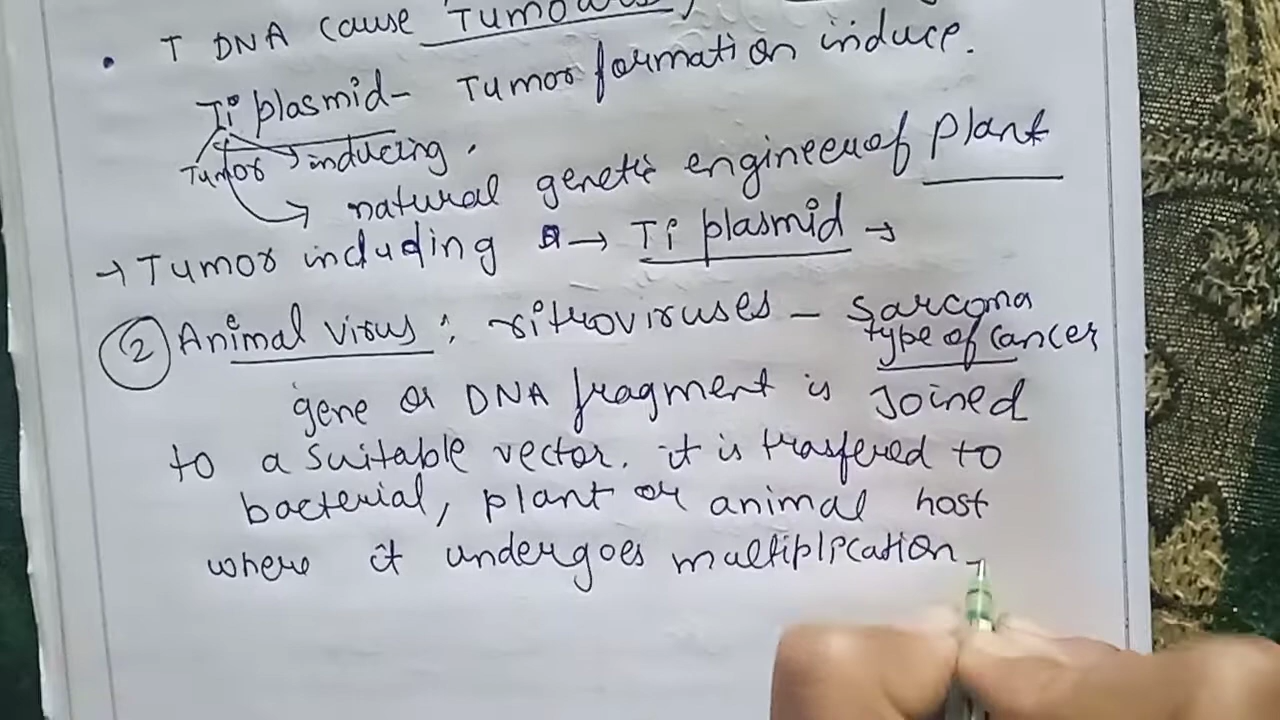 • T DNA cause Tumours,
Ti plasmid - Tumor formation induce.
Tumor inducing.
→ natural genetic engineeu of plant
→ Tumor including → Ti plasmid →
② Animal virus : ritroviruses - Sarcoma
type of cancer
gene or DNA fragment is Joined
to a suitable vector. it is trasfered to
bacterial, plant or animal host
where it undergoes multiplication